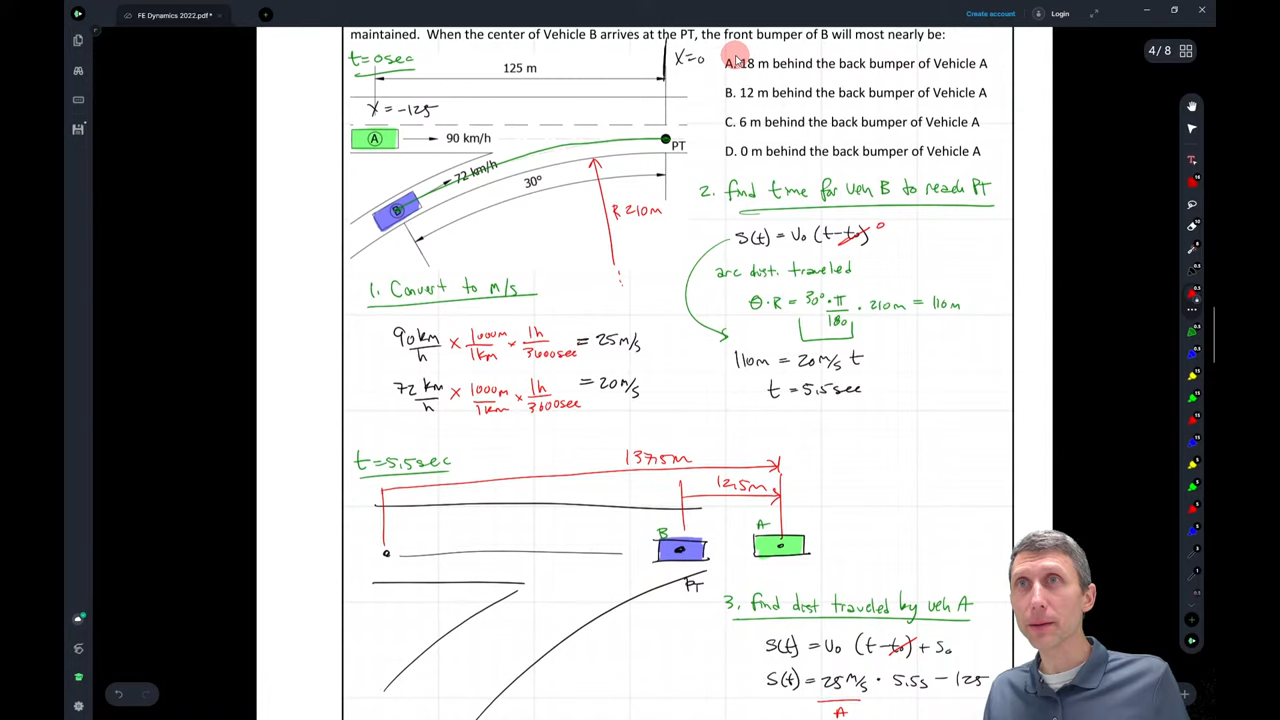 FE Dynamics 2022.pdf*
Create account
Login
4/8
maintained. When the center of Vehicle B arrives at the PT, the front bumper of B will most nearly be:
t=0sec
X=0
125 m
A. 18 m behind the back bumper of Vehicle A
X = -125
B. 12 m behind the back bumper of Vehicle A
C. 6 m behind the back bumper of Vehicle A
A
90 km/h
PT
D. 0 m behind the back bumper of Vehicle A
72 km/h
30°
B
R 210m
2. find time for veh B to reach PT
S(t) = V0 (t-t0) 0
arc dist. traveled
θ·R = 30°·π/180 · 210m = 110m
110m = 20m/s t
t = 5.5sec
1. Convert to m/s
90km/h × 1000m/1km × 1h/3600sec = 25m/s
72 km/h × 1000m/1km × 1h/3600sec = 20m/s
t=5.5sec
137.5m
12.5m
B
A
PT
3. find dist traveled by veh A
S(t) = V0 (t-t0) + S0
S(t) = 25m/s · 5.5s - 125
A